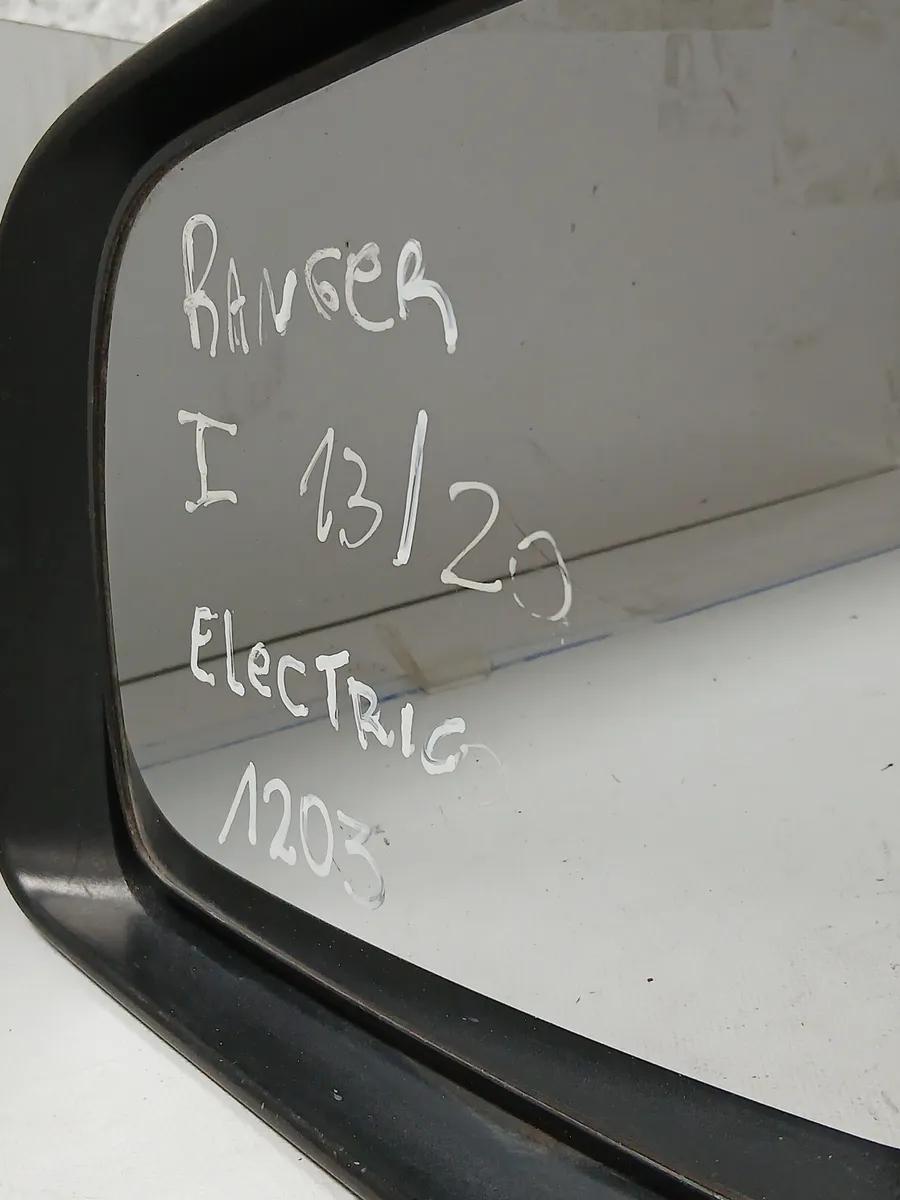 RANGER
I 13/20
ELeCTRIC
1203